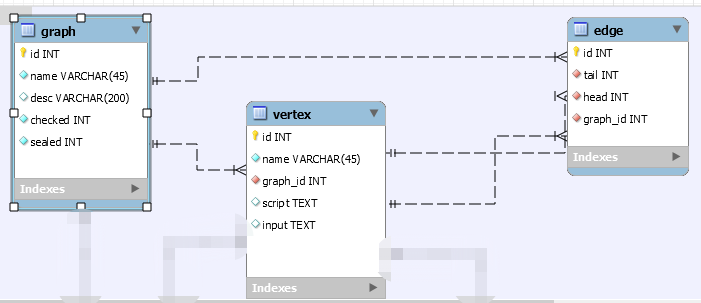 graph
id INT
name VARCHAR(45)
desc VARCHAR(200)
checked INT
sealed INT
Indexes
vertex
id INT
name VARCHAR(45)
graph_id INT
script TEXT
input TEXT
Indexes
edge
id INT
tail INT
head INT
graph_id INT
Indexes